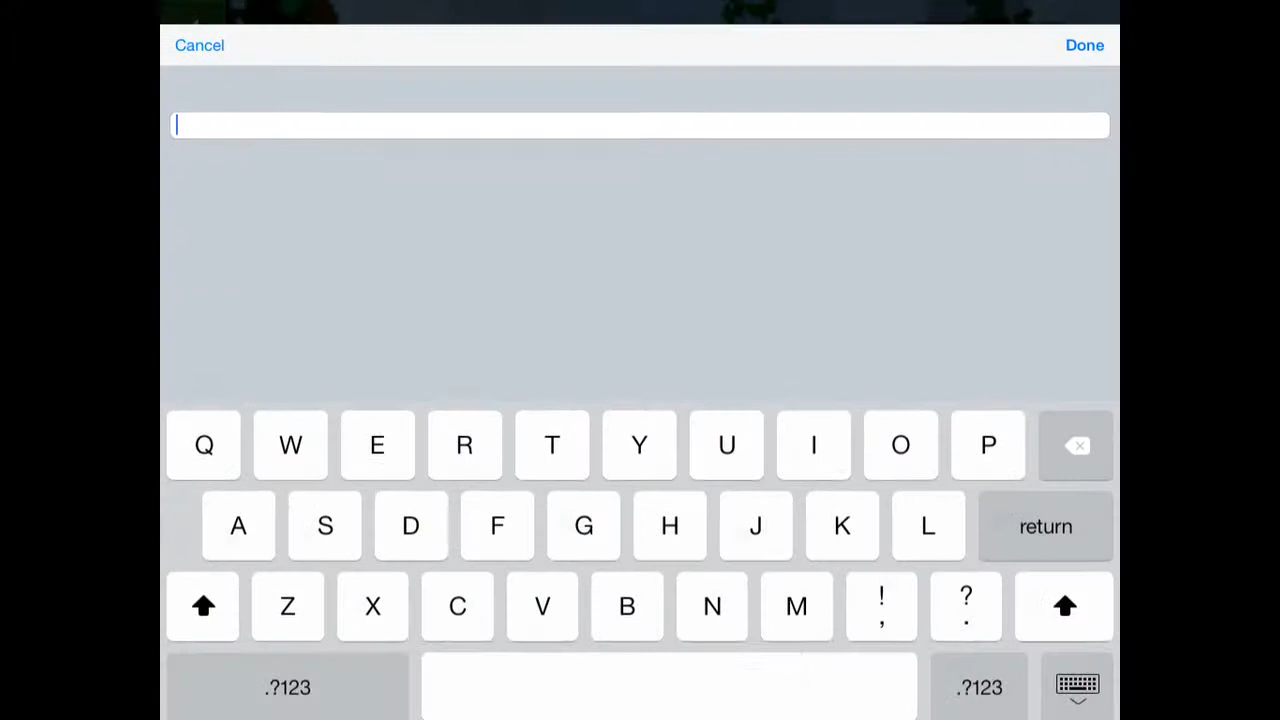 Cancel Done
Q W E R T Y U I O P
A S D F G H J K L return
Z X C V B N M ! , ? .
.?123 .?123